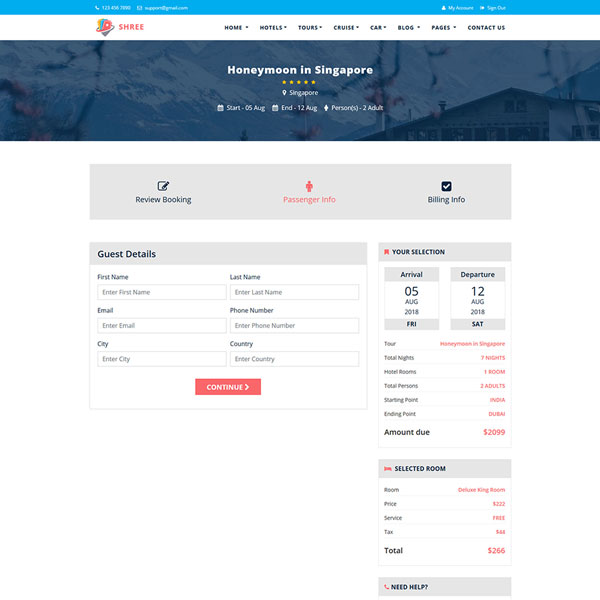 123 456 7890 support@gmail.com My Account Sign Out
SHREE HOME HOTELS TOURS CRUISE CAR BLOG PAGES CONTACT US
Honeymoon in Singapore
Singapore
Start - 05 Aug End - 12 Aug Person(s) - 2 Adult
Review Booking Passenger Info Billing Info
Guest Details
First Name Last Name
Enter First Name Enter Last Name
Email Phone Number
Enter Email Enter Phone Number
City Country
Enter City Enter Country
CONTINUE
YOUR SELECTION
Arrival Departure
05 12
AUG AUG
2018 2018
FRI SAT
Tour Honeymoon in Singapore
Total Nights 7 NIGHTS
Hotel Rooms 1 ROOM
Total Persons 2 ADULTS
Starting Point INDIA
Ending Point DUBAI
Amount due $2099
SELECTED ROOM
Room Deluxe King Room
Price $222
Service FREE
Tax $44
Total $266
NEED HELP?